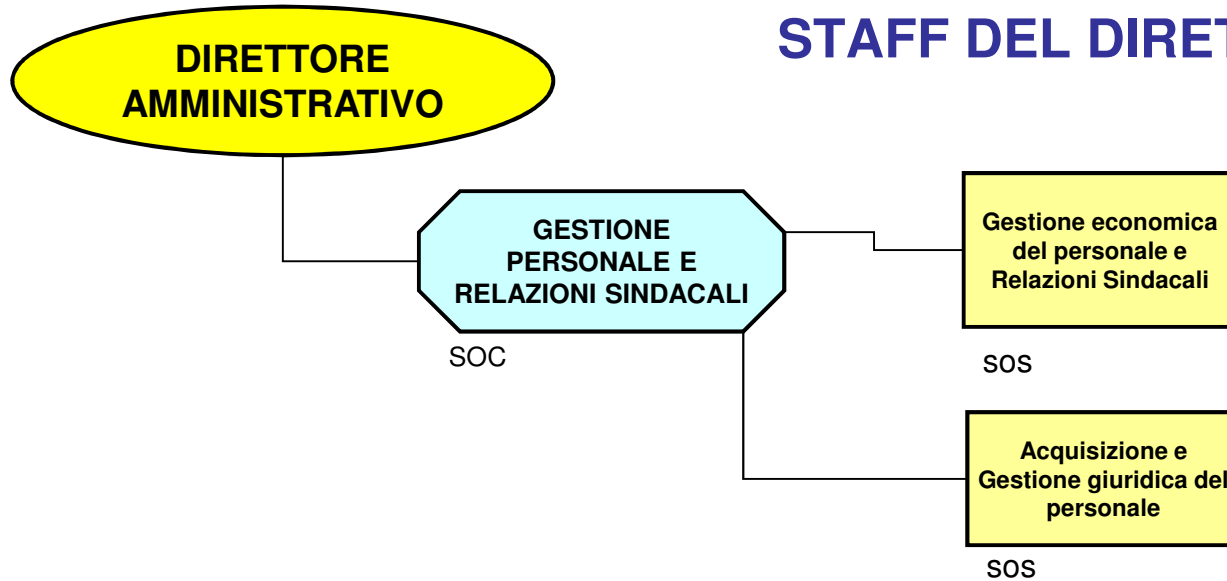 STAFF DEL DIRET
DIRETTORE
AMMINISTRATIVO
GESTIONE
PERSONALE E
RELAZIONI SINDACALI
SOC
Gestione economica
del personale e
Relazioni Sindacali
SOS
Acquisizione e
Gestione giuridica del
personale
SOS